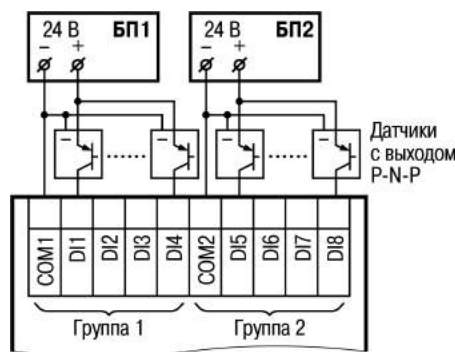 24 В БП1
− +
24 В БП2
− +
− −
− −
Датчики
с выходом
P-N-P
COM1
DI1
DI2
DI3
DI4
COM2
DI5
DI6
DI7
DI8
Группа 1
Группа 2